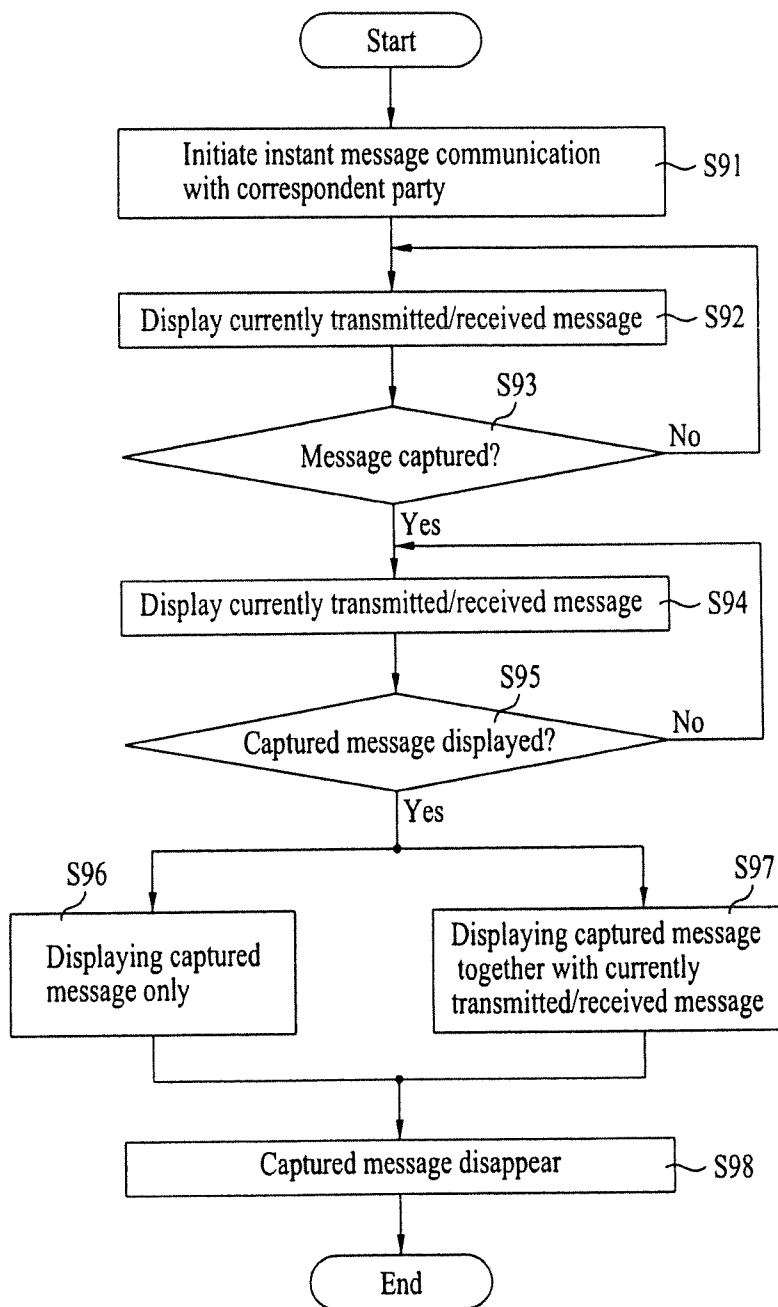 Start
Initiate instant message communication
with correspondent party
S91
Display currently transmitted/received message
S92
S93
Message captured?
No
Yes
Display currently transmitted/received message
S94
S95
Captured message displayed?
No
Yes
S96
Displaying captured
message only
S97
Displaying captured message
together with currently
transmitted/received message
Captured message disappear
S98
End